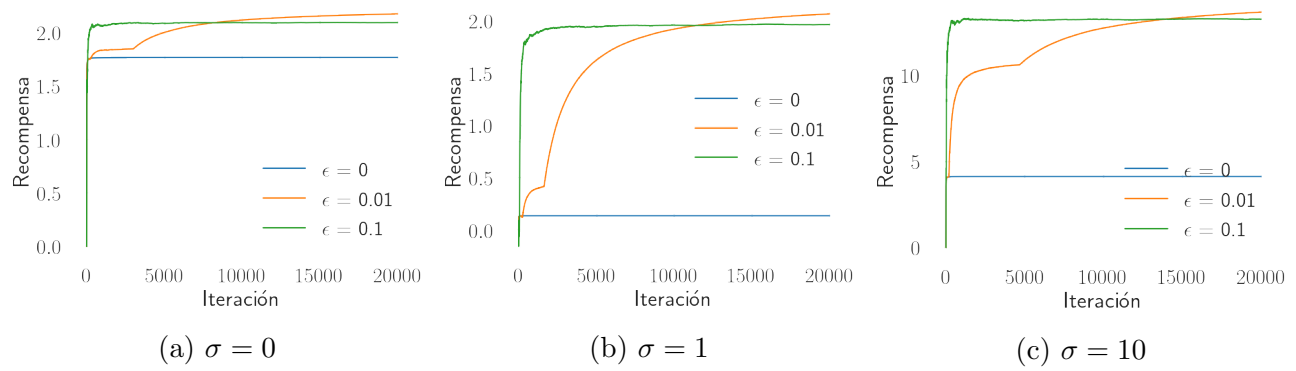 Recompensa
2.0
1.5
1.0
0.5
0.0
ϵ = 0
ϵ = 0.01
ϵ = 0.1
0 5000 10000 15000 20000
Iteración
(a) σ = 0
Recompensa
2.0
1.5
1.0
0.5
0.0
ϵ = 0
ϵ = 0.01
ϵ = 0.1
0 5000 10000 15000 20000
Iteración
(b) σ = 1
Recompensa
10
5
0
ϵ = 0
ϵ = 0.01
ϵ = 0.1
0 5000 10000 15000 20000
Iteración
(c) σ = 10